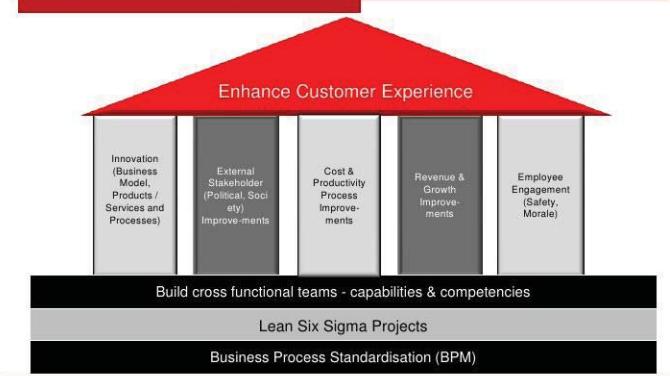 Enhance Customer Experience
Innovation
(Business
Model,
Products /
Services and
Processes)
External
Stakeholder
(Political, Soci
ety)
Improve-ments
Cost &
Productivity
Process
Improve-
ments
Revenue &
Growth
Improve-
ments
Employee
Engagement
(Safety,
Morale)
Build cross functional teams - capabilities & competencies
Lean Six Sigma Projects
Business Process Standardisation (BPM)